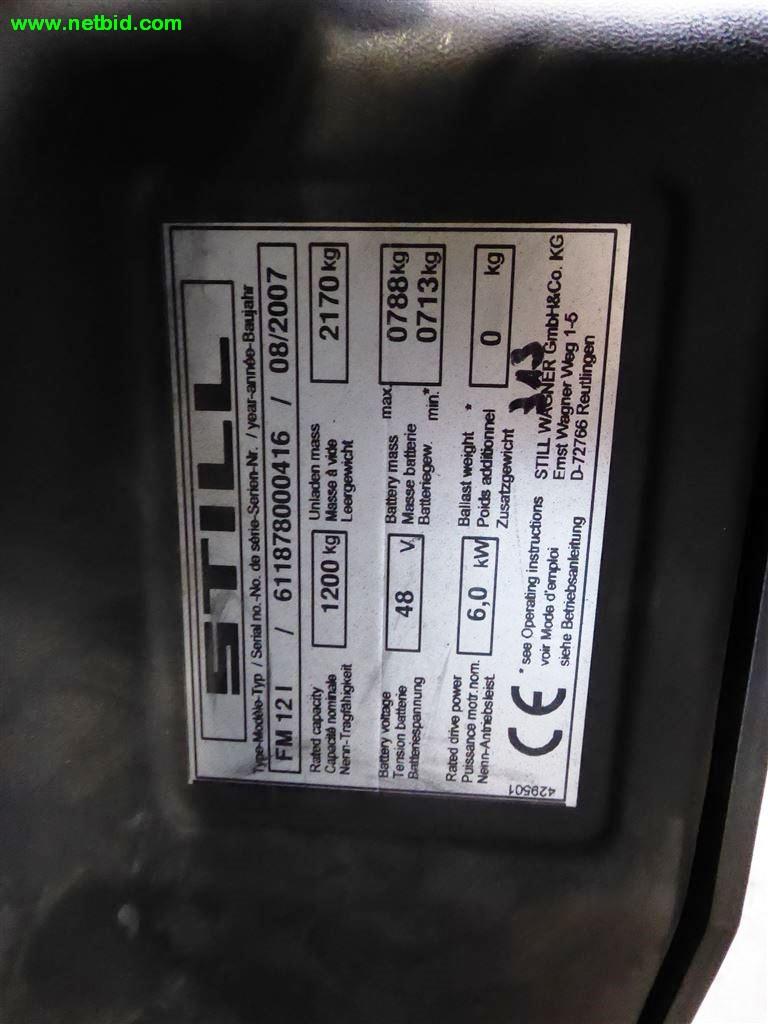 www.netbid.com
STILL
Type-Modèle-Typ / Serial no.-No. de série-Serien-Nr. / year-année-Baujahr
FM 12 I / 611878000416 / 08/2007
Rated capacity
Capacité nominale
Nenn-Tragfähigkeit
1200 kg
Unladen mass
Masse à vide
Leergewicht
2170 kg
Battery voltage
Tension batterie
Batteriespannung
48 V
Battery mass
Masse batterie
Batteriegew.
max. 0788 kg
min.* 0713 kg
Rated drive power
Puissance motr. nom.
Nenn-Antriebsleist.
6,0 kW
Ballast weight *
Poids additionnel
Zusatzgewicht
0 kg
CE
* see Operating instructions
voir Mode d'emploi
siehe Betriebsanleitung
313
STILL WAGNER GmbH&Co. KG
Ernst Wagner Weg 1-5
D-72766 Reutlingen
429501